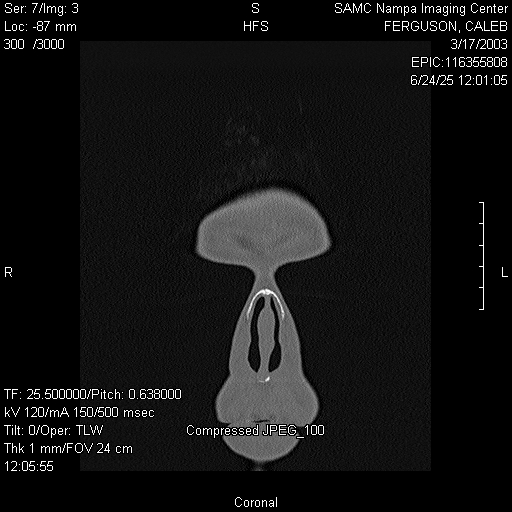 Ser: 7/Img: 3
Loc: -87 mm
300 /3000
S
HFS
SAMC Nampa Imaging Center
FERGUSON, CALEB
3/17/2003
EPIC:116355808
6/24/25 12:01:05
R
L
TF: 25.500000/Pitch: 0.638000
kV 120/mA 150/500 msec
Tilt: 0/Oper: TLW
Thk 1 mm/FOV 24 cm
12:05:55
Compressed JPEG_100
Coronal